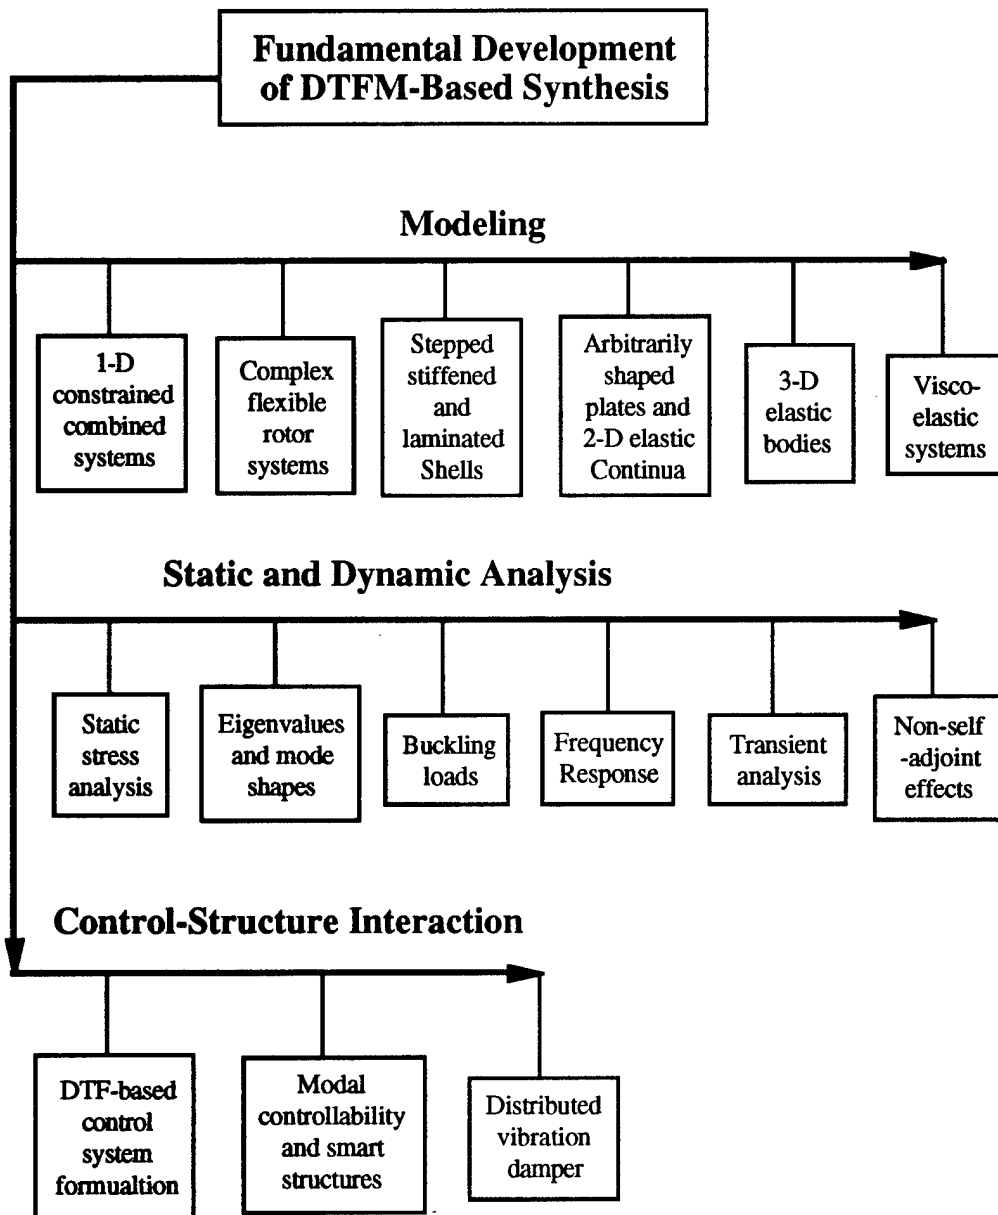 Fundamental Development
of DTFM-Based Synthesis
Modeling
1-D
constrained
combined
systems
Complex
flexible
rotor
systems
Stepped
stiffened
and
laminated
Shells
Arbitrarily
shaped
plates and
2-D elastic
Continua
3-D
elastic
bodies
Visco-
elastic
systems
Static and Dynamic Analysis
Static
stress
analysis
Eigenvalues
and mode
shapes
Buckling
loads
Frequency
Response
Transient
analysis
Non-self
-adjoint
effects
Control-Structure Interaction
DTF-based
control
system
formualtion
Modal
controllability
and smart
structures
Distributed
vibration
damper